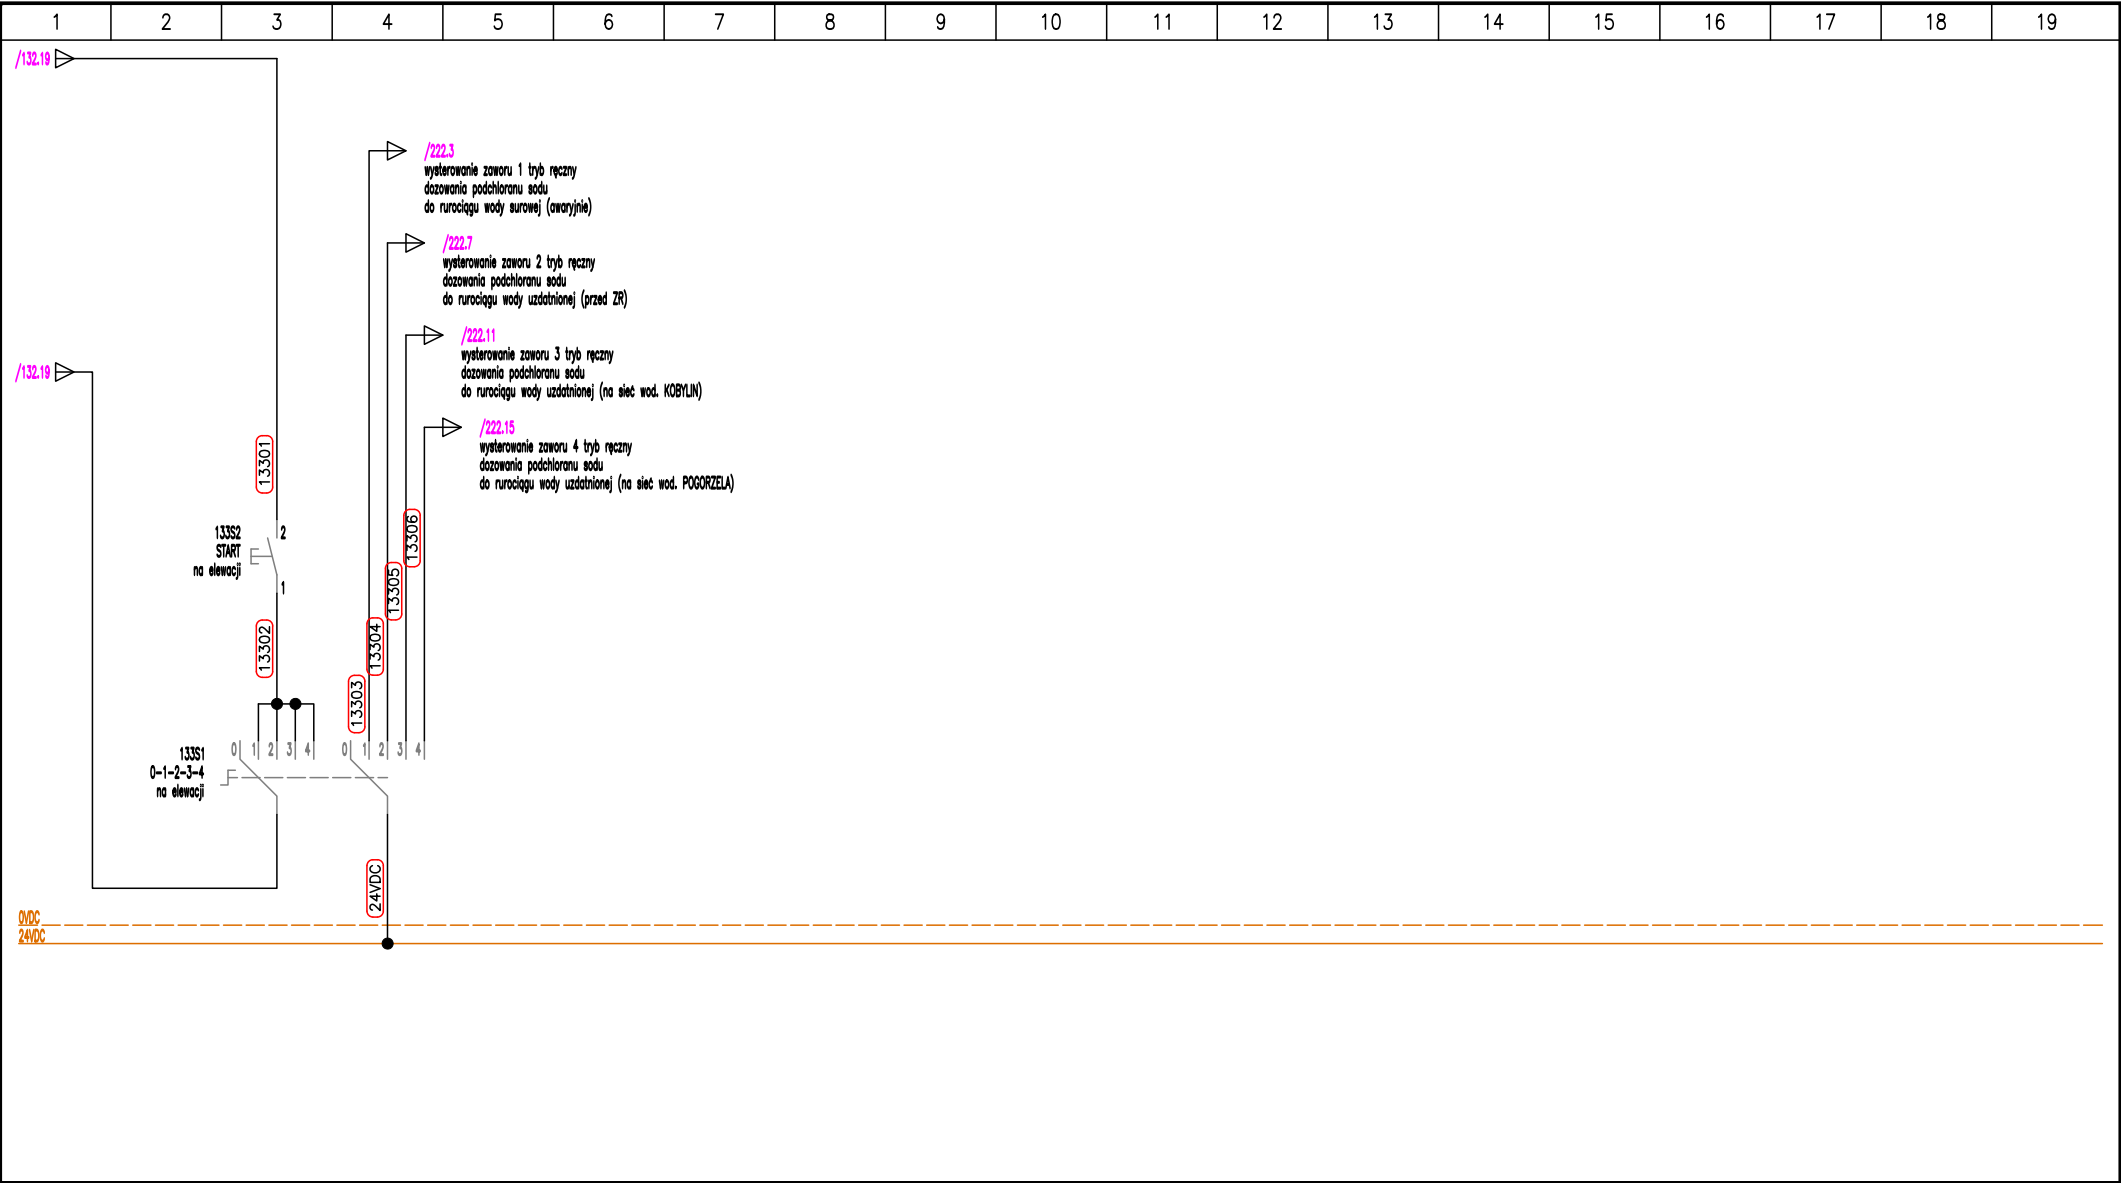 1 2 3 4 5 6 7 8 9 10 11 12 13 14 15 16 17 18 19
/132.19
/222.3
wysterowanie zaworu 1 tryb ręczny
dozowania podchloranu sodu
do rurociągu wody surowej (awaryjnie)
/222.7
wysterowanie zaworu 2 tryb ręczny
dozowania podchloranu sodu
do rurociągu wody uzdatnionej (przed ZR)
/222.11
wysterowanie zaworu 3 tryb ręczny
dozowania podchloranu sodu
do rurociągu wody uzdatnionej (na sieć wod. KOBYLIN)
/132.19
/222.15
wysterowanie zaworu 4 tryb ręczny
dozowania podchloranu sodu
do rurociągu wody uzdatnionej (na sieć wod. POGORZELA)
13301
13306
133S2
START
na elewacji
2
1
13305
13302
13304
13303
133S1
0-1-2-3-4
na elewacji
0 1 2 3 4
0 1 2 3 4
24VDC
0VDC
24VDC